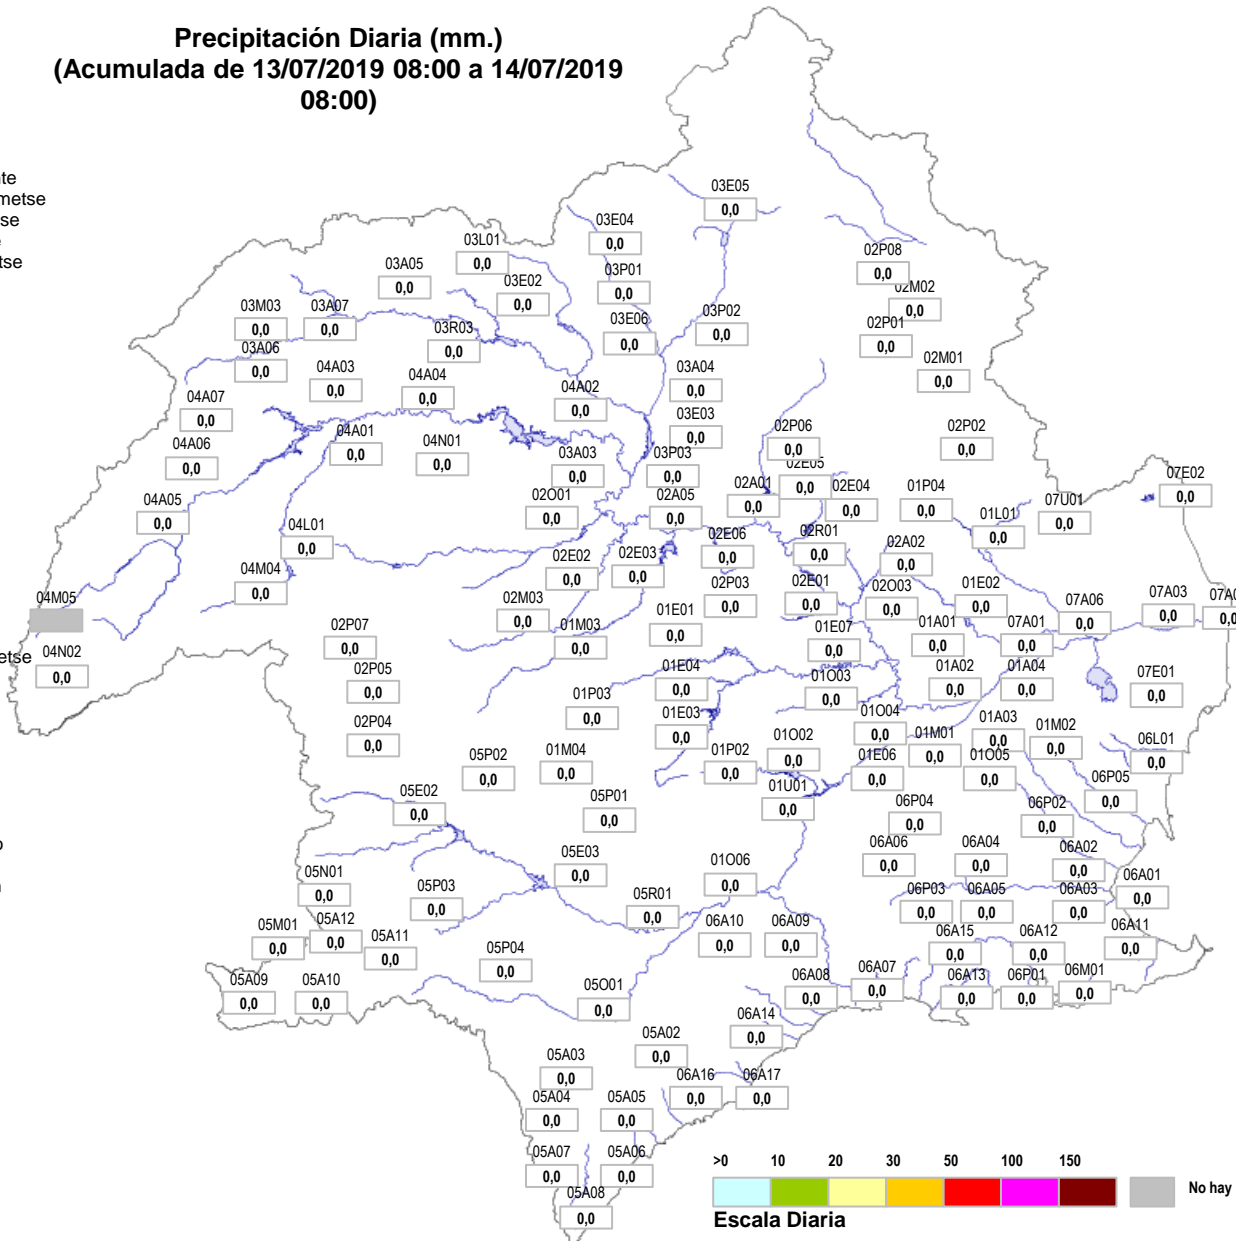 Precipitación Diaria (mm.)
(Acumulada de 13/07/2019 08:00 a 14/07/2019
08:00)
nte
metse
se
e
tse
03E05
0,0
03E04
0,0
03L01
0,0
02P08
0,0
03A05
0,0
03P01
0,0
03E02
0,0
02M02
0,0
03M03
0,0
03A07
0,0
03E06
0,0
03P02
0,0
03R03
0,0
02P01
0,0
03A06
0,0
04A03
0,0
04A04
0,0
03A04
0,0
02M01
0,0
04A07
0,0
04A02
0,0
03E03
0,0
04A01
0,0
04N01
0,0
02P06
0,0
02P02
0,0
04A06
0,0
03A03
0,0
03P03
0,0
02E05
0,0
07E02
0,0
04A05
0,0
02O01
0,0
02A05
0,0
02A01
0,0
02E04
0,0
01P04
0,0
07U01
0,0
01L01
0,0
04L01
0,0
02E06
0,0
02R01
0,0
02A02
0,0
02E02
0,0
02E03
0,0
04M04
0,0
02P03
0,0
02E01
0,0
02O03
0,0
01E02
0,0
04M05
07A06
0,0
07A03
0,0
07A0
0,0
02M03
0,0
01E01
0,0
02P07
0,0
01M03
0,0
01E07
0,0
01A01
0,0
07A01
0,0
etse
04N02
0,0
02P05
0,0
01E04
0,0
01O03
0,0
01A02
0,0
01A04
0,0
07E01
0,0
01P03
0,0
02P04
0,0
01E03
0,0
01O04
0,0
01A03
0,0
01M02
0,0
05P02
0,0
01M04
0,0
01P02
0,0
01O02
0,0
01M01
0,0
06L01
0,0
01E06
0,0
01O05
0,0
05E02
0,0
05P01
0,0
01U01
0,0
06P04
0,0
06P02
0,0
06P05
0,0
o
05E03
0,0
01O06
0,0
06A06
0,0
06A04
0,0
06A02
0,0
n
05N01
0,0
05P03
0,0
05R01
0,0
06P03
0,0
06A05
0,0
06A03
0,0
06A01
0,0
05M01
0,0
05A12
0,0
05A11
0,0
06A10
0,0
06A09
0,0
06A15
0,0
06A12
0,0
06A11
0,0
05P04
0,0
05A09
0,0
05A10
0,0
05O01
0,0
06A08
0,0
06A07
0,0
06A13
0,0
06P01
0,0
06M01
0,0
06A14
0,0
05A02
0,0
05A03
0,0
06A16
0,0
06A17
0,0
05A04
0,0
05A05
0,0
05A07
0,0
05A06
0,0
05A08
0,0
>0 10 20 30 50 100 150
No hay
Escala Diaria